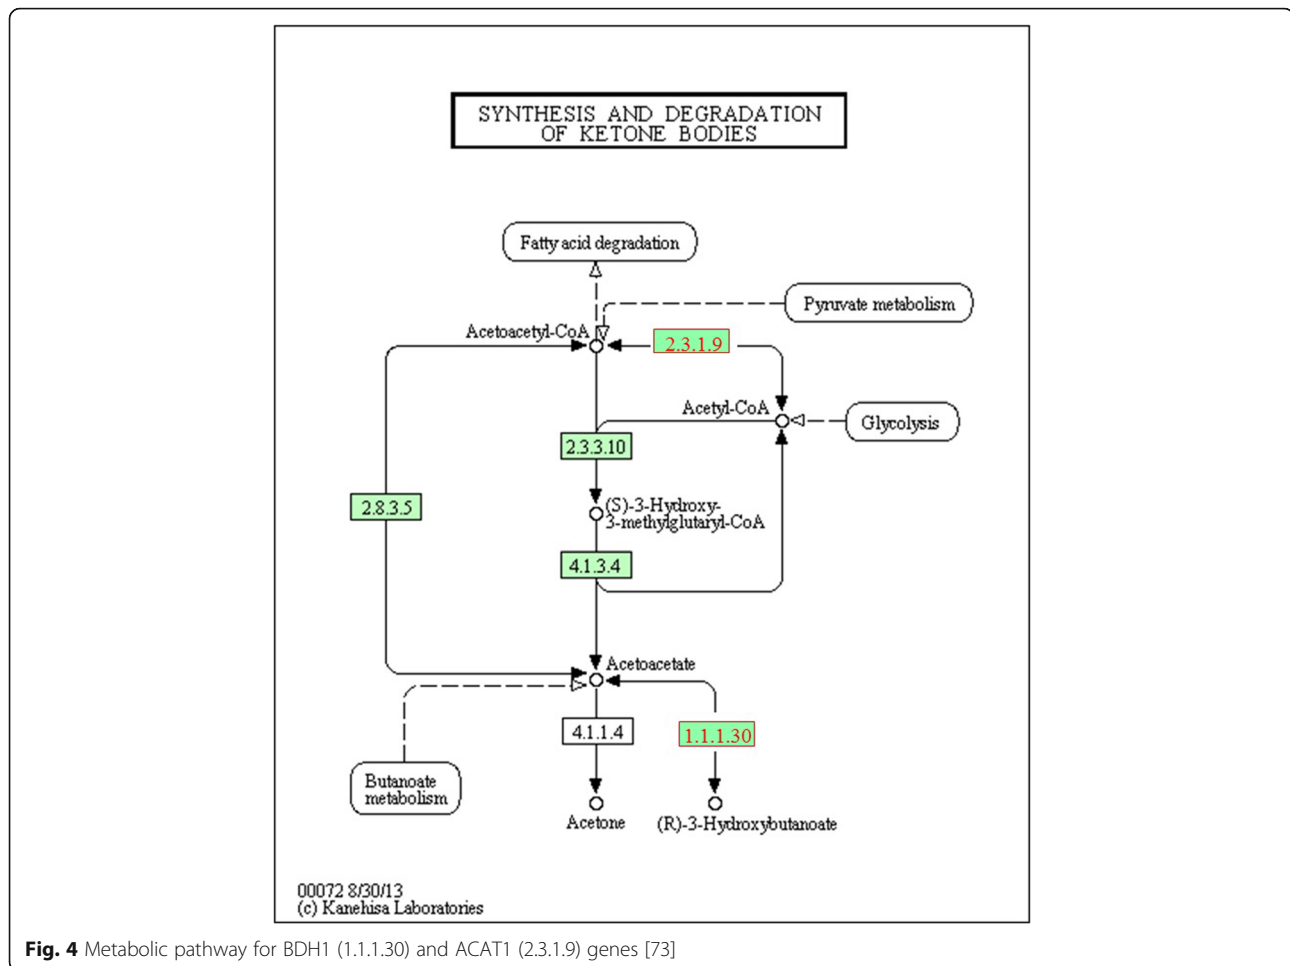 SYNTHESIS AND DEGRADATION
OF KETONE BODIES
Fatty acid degradation
Pyruvate metabolism
Acetoacetyl-CoA
2.3.1.9
Acetyl-CoA
Glycolysis
2.3.3.10
2.8.3.5
(S)-3-Hydroxy-
3-methylglutaryl-CoA
4.1.3.4
Acetoacetate
4.1.1.4
1.1.1.30
Butanoate
metabolism
Acetone
(R)-3-Hydroxybutanoate
00072 8/30/13
(c) Kanehisa Laboratories
Fig. 4 Metabolic pathway for BDH1 (1.1.1.30) and ACAT1 (2.3.1.9) genes [73]